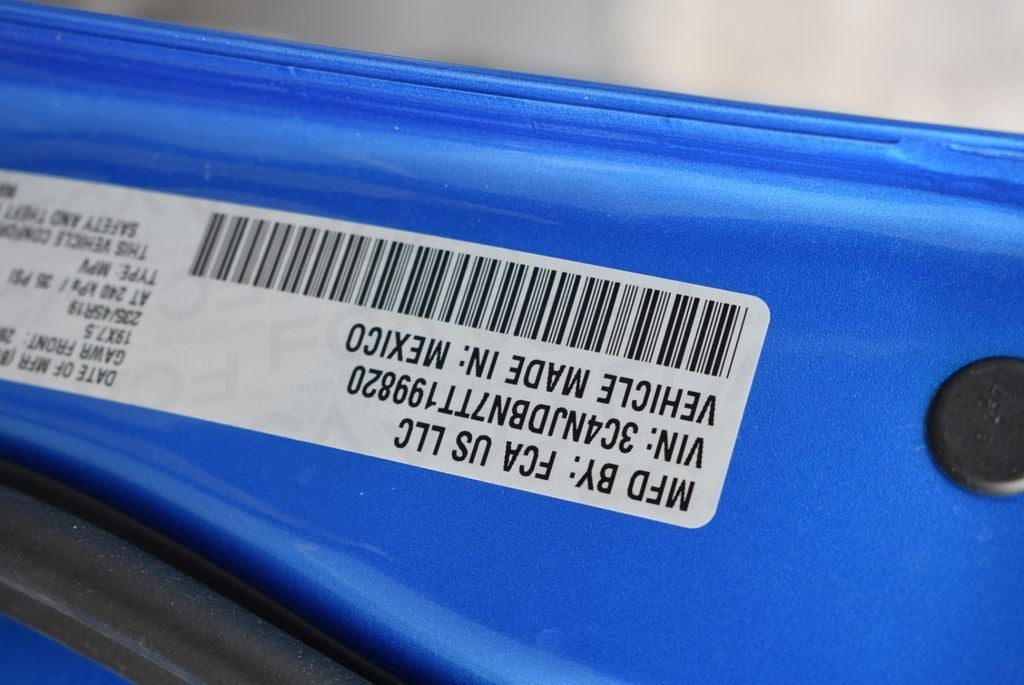 MFD BY: FCA US LLC
VIN: 3C4NJDBN7TT199820
VEHICLE MADE IN: MEXICO
DATE OF MFR
GAWR FRONT:
19X7.5
235/45R19
AT 240 kPa / 35 PSI
TYPE: MPV
THIS VEHICLE
SAFETY AND THEFT